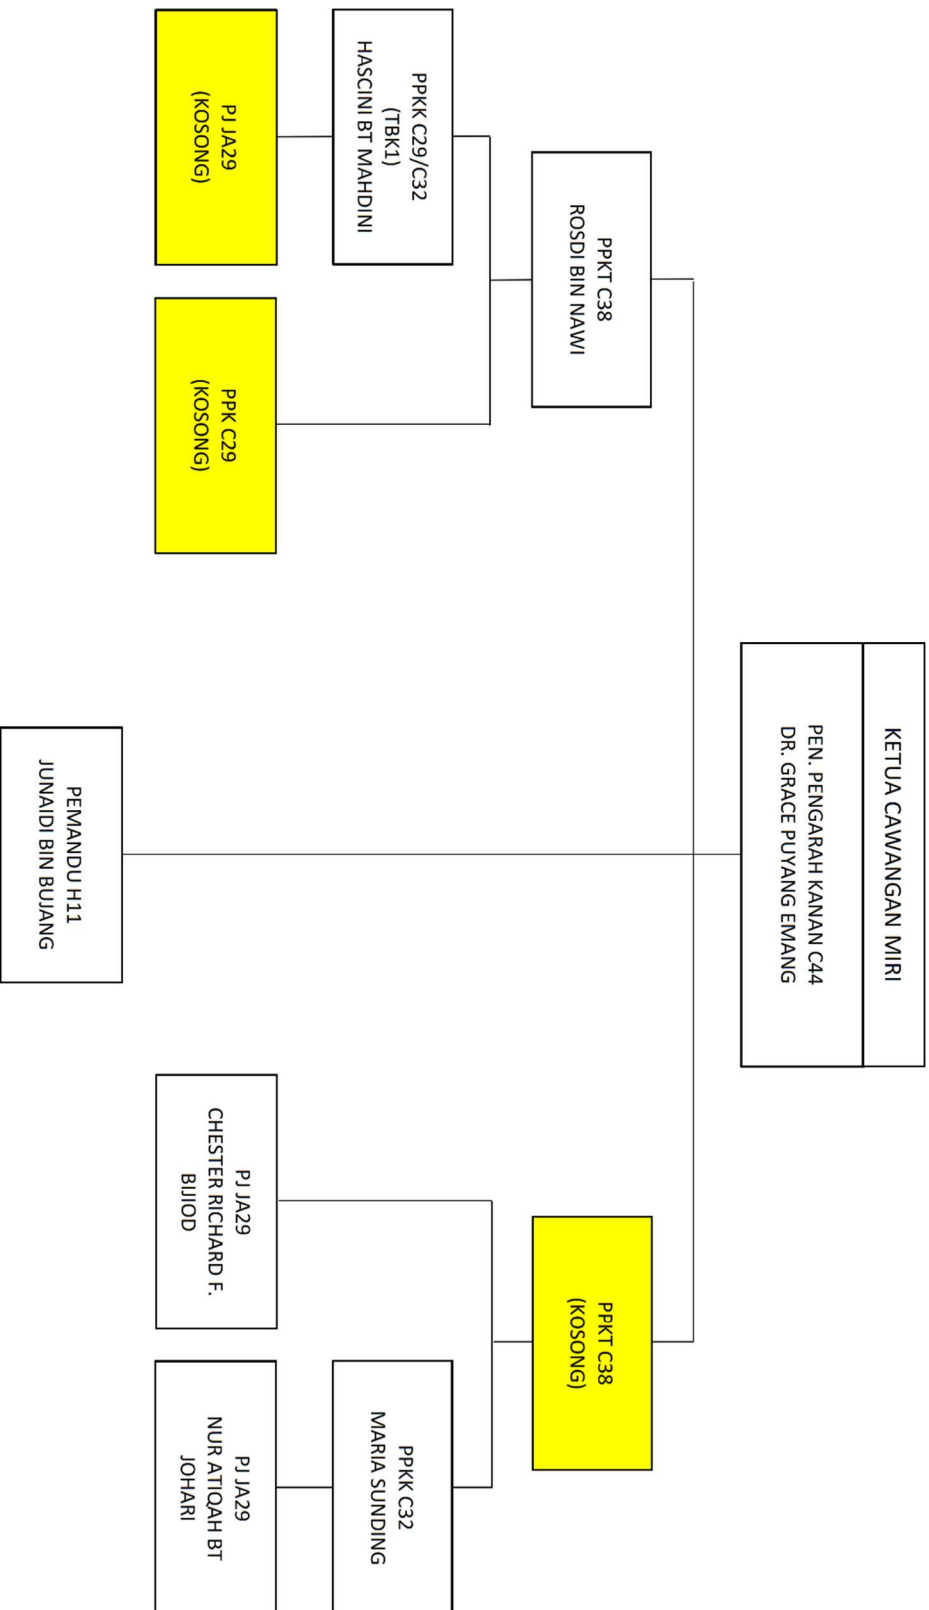 KETUA CAWANGAN MIRI
PEN. PENGARAH KANAN C44
DR. GRACE PUYANG EMANG
PPKT C38
ROSDI BIN NAWI
PPKT C38
(KOSONG)
PPKK C29/C32
(TBK1)
HASCINI BT MAHDINI
PPKK C32
MARIA SUNDING
PJ JA29
(KOSONG)
PPK C29
(KOSONG)
PJ JA29
CHESTER RICHARD F.
BIJIOD
PJ JA29
NUR ATIQAH BT
JOHARI
PEMANDU H11
JUNAIDI BIN BUJANG